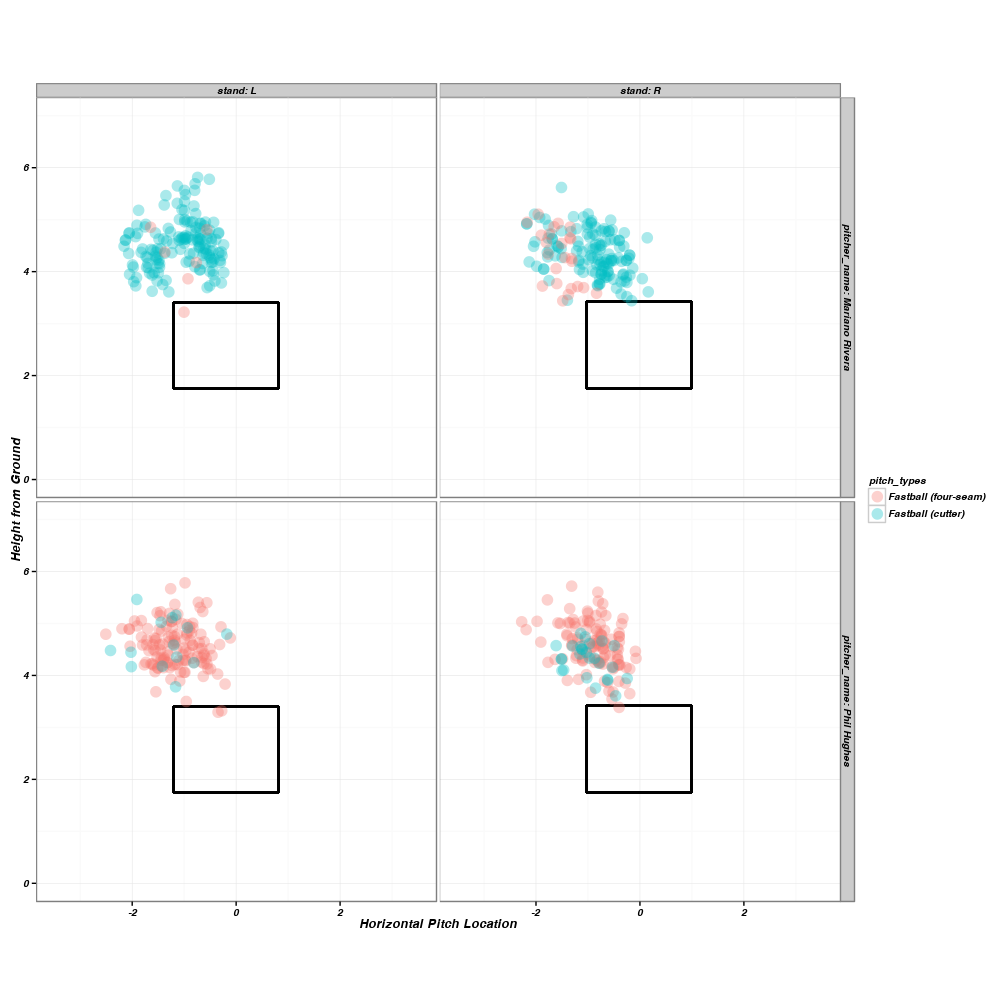 stand: L
stand: R
6
4
2
0
pitcher_name: Mariano Rivera
Height from Ground
pitch_types
Fastball (four-seam)
Fastball (cutter)
6
4
2
0
pitcher_name: Phil Hughes
-2
0
2
-2
0
2
Horizontal Pitch Location